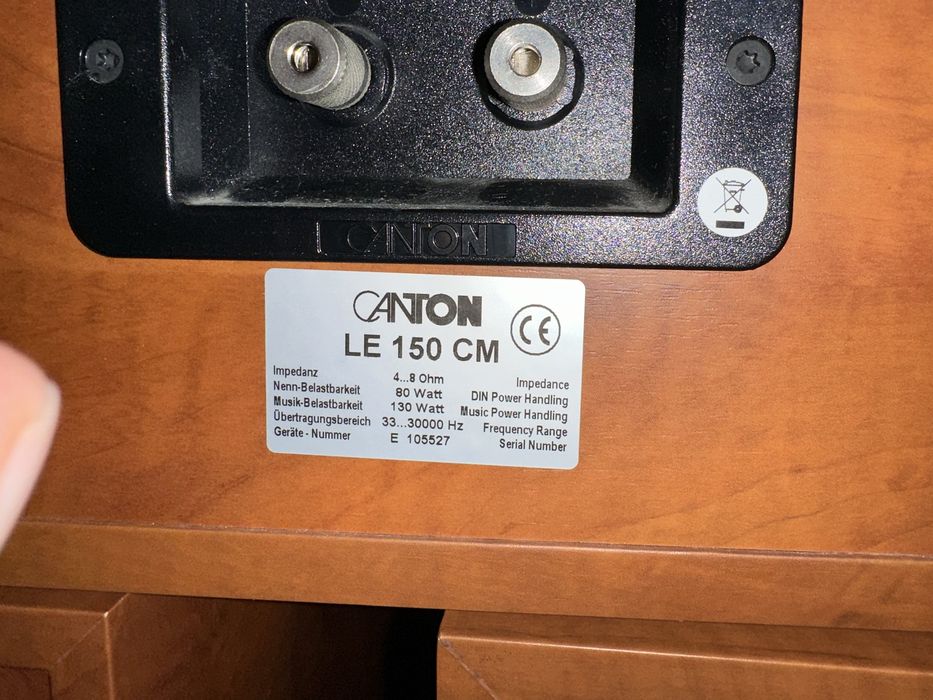 CANTON
CANTON
CE
LE 150 CM
Impedanz 4...8 Ohm Impedance
Nenn-Belastbarkeit 80 Watt DIN Power Handling
Musik-Belastbarkeit 130 Watt Music Power Handling
Übertragungsbereich 33...30000 Hz Frequency Range
Geräte - Nummer E 105527 Serial Number